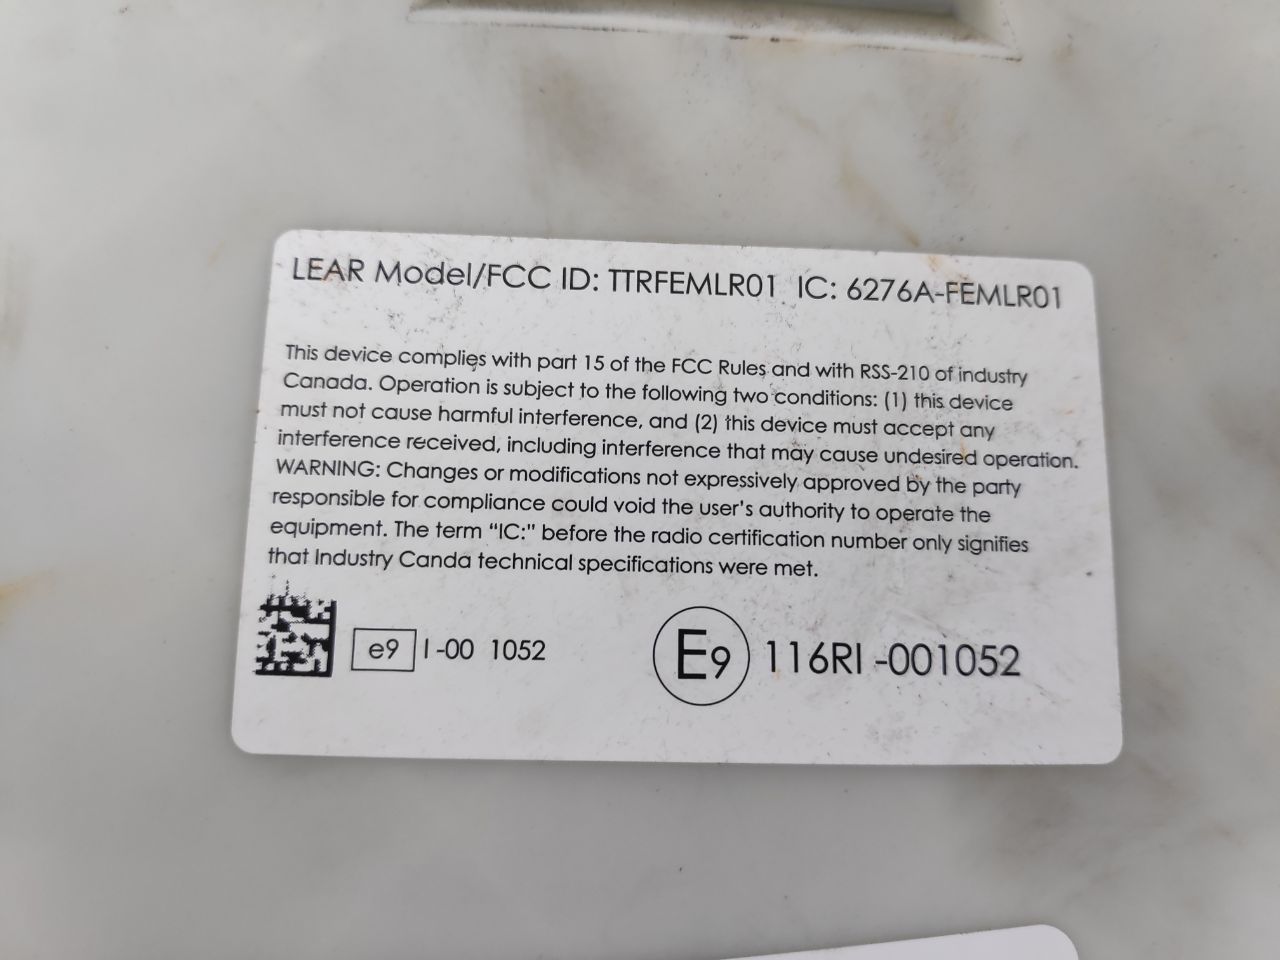 LEAR Model/FCC ID: TTRFEMLR01 IC: 6276A-FEMLR01
This device complies with part 15 of the FCC Rules and with RSS-210 of industry
Canada. Operation is subject to the following two conditions: (1) this device
must not cause harmful interference, and (2) this device must accept any
interference received, including interference that may cause undesired operation.
WARNING: Changes or modifications not expressively approved by the party
responsible for compliance could void the user's authority to operate the
equipment. The term "IC:" before the radio certification number only signifies
that Industry Canda technical specifications were met.
e9 I-00 1052 E9 116RI-001052